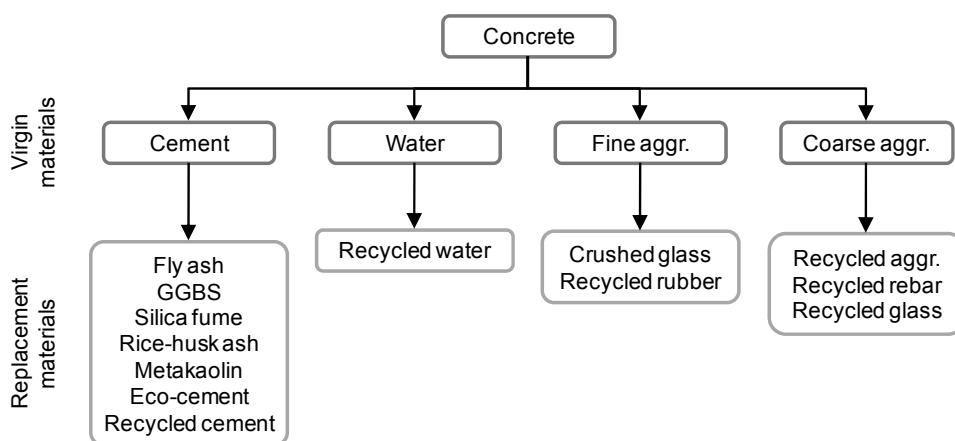 Concrete
Virgin
materials
Cement
Water
Fine aggr.
Coarse aggr.
Replacement
materials
Fly ash
GGBS
Silica fume
Rice-husk ash
Metakaolin
Eco-cement
Recycled cement
Recycled water
Crushed glass
Recycled rubber
Recycled aggr.
Recycled rebar
Recycled glass